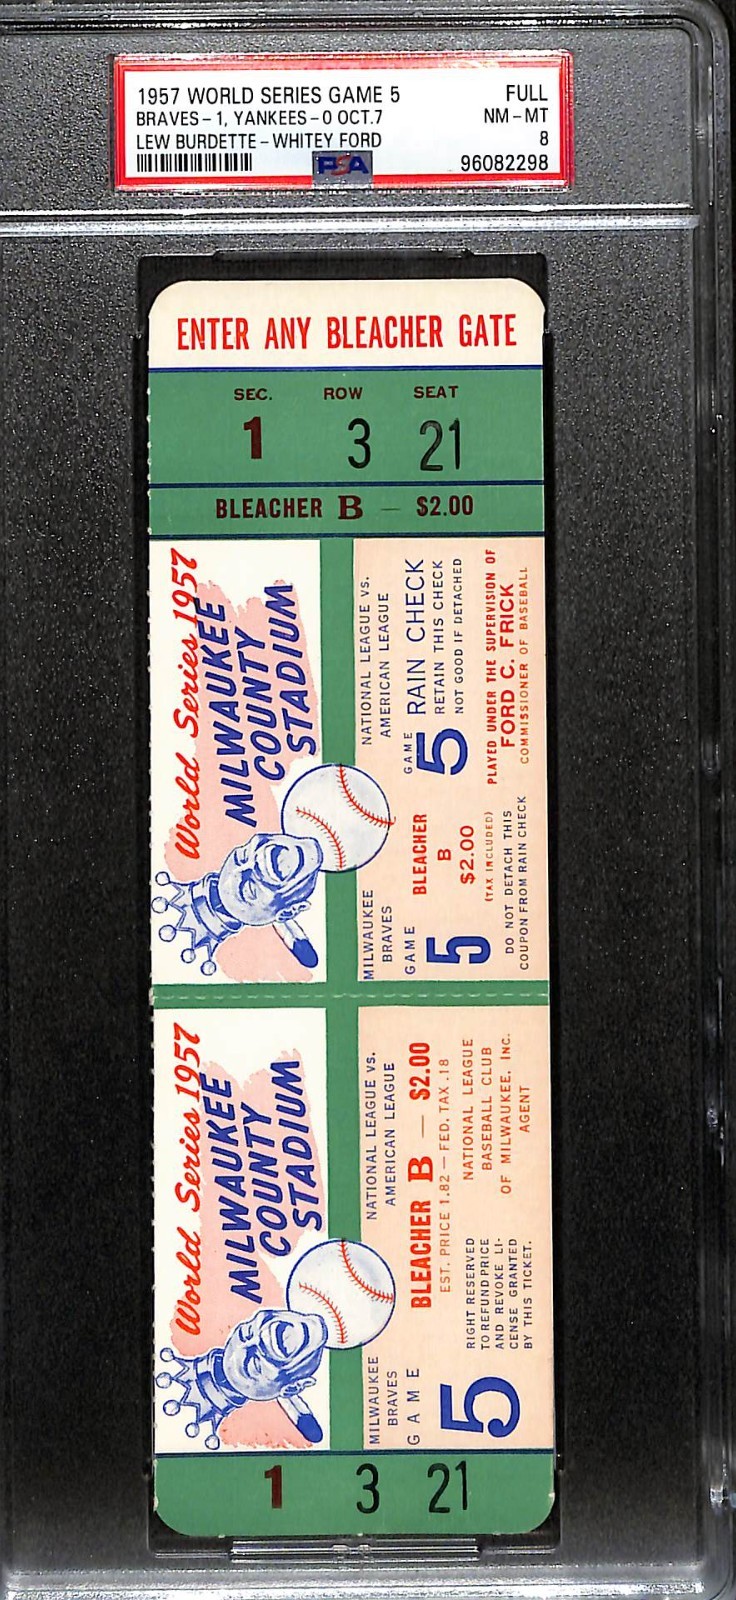 1957 WORLD SERIES GAME 5
BRAVES-1, YANKEES-0 OCT.7
LEW BURDETTE-WHITEY FORD
FULL
NM-MT
8
96082298
PSA
ENTER ANY BLEACHER GATE
SEC. ROW SEAT
1 3 21
BLEACHER B — $2.00
World Series 1957
MILWAUKEE
COUNTY
STADIUM
MILWAUKEE
BRAVES
NATIONAL LEAGUE VS.
AMERICAN LEAGUE
GAME
5
GAME
5
RAIN CHECK
RETAIN THIS CHECK
NOT GOOD IF DETACHED
BLEACHER
B
$2.00
(TAX INCLUDED)
PLAYED UNDER THE SUPERVISION OF
FORD C. FRICK
COMMISSIONER OF BASEBALL
DO NOT DETACH THIS
COUPON FROM RAIN CHECK
World Series 1957
MILWAUKEE
COUNTY
STADIUM
MILWAUKEE
BRAVES
NATIONAL LEAGUE VS.
AMERICAN LEAGUE
GAME
5
BLEACHER B — $2.00
EST. PRICE 1.82 — FED. TAX .18
RIGHT RESERVED
TO REFUND PRICE
AND REVOKE LI-
CENSE GRANTED
BY THIS TICKET.
NATIONAL LEAGUE
BASEBALL CLUB
OF MILWAUKEE, INC.
AGENT
1 3 21